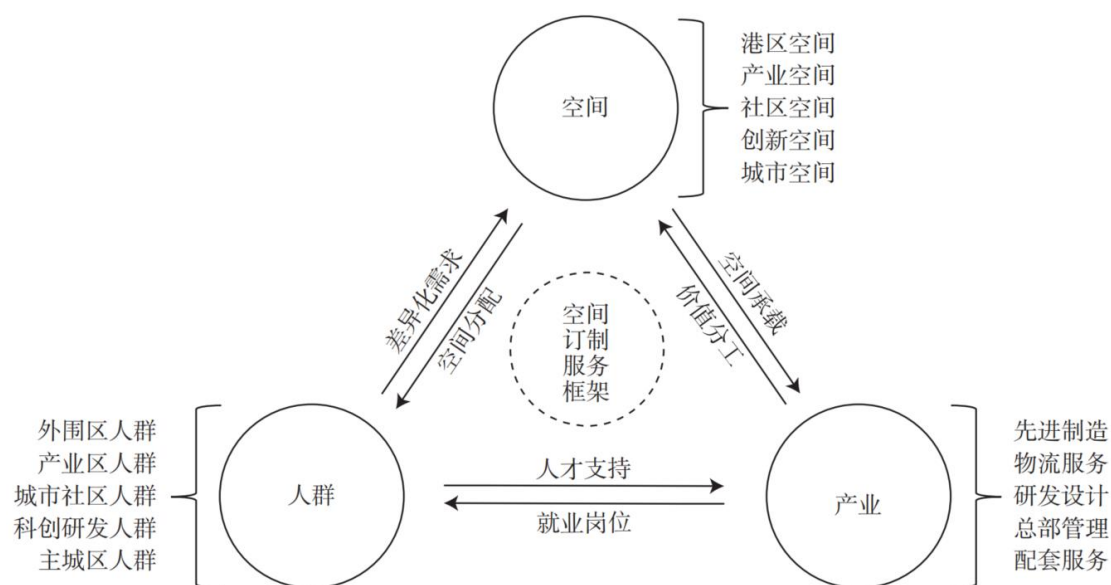 空间
港区空间
产业空间
社区空间
创新空间
城市空间
差异化需求
空间分配
空间
订制
服务
框架
价值分工
空间承载
外围区人群
产业区人群
城市社区人群
科创研发人群
主城区人群
人群
人才支持
就业岗位
产业
先进制造
物流服务
研发设计
总部管理
配套服务